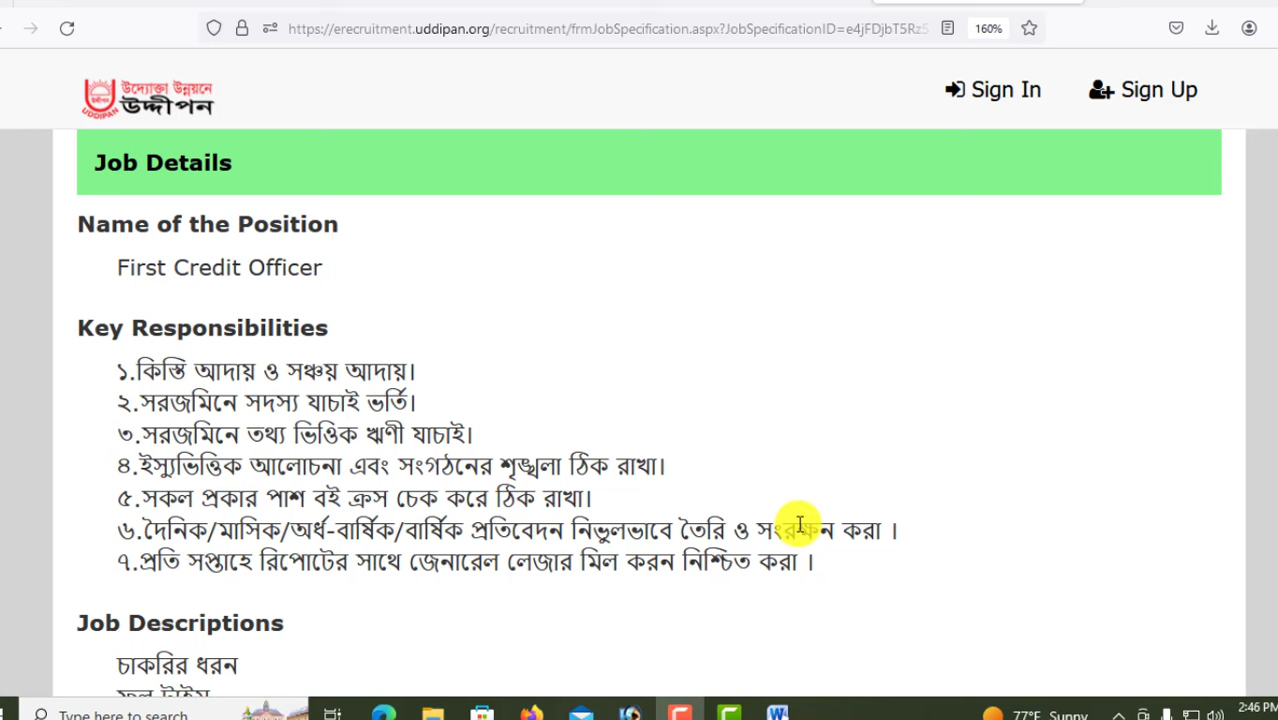 https://erecruitment.uddipan.org/recruitment/frmJobSpecification.aspx?JobSpecificationID=e4jFDJbT5Rz5
160%
উদ্যোক্তা উন্নয়নে
উদ্দীপন
UDDIPAN
Sign In
Sign Up
Job Details
Name of the Position
First Credit Officer
Key Responsibilities
১.কিস্তি আদায় ও সঞ্চয় আদায়।
২.সরজমিনে সদস্য যাচাই ভর্তি।
৩.সরজমিনে তথ্য ভিওিক ঋণী যাচাই।
৪.ইস্যুভিত্তিক আলোচনা এবং সংগঠনের শৃঙ্খলা ঠিক রাখা।
৫.সকল প্রকার পাশ বই ক্রস চেক করে ঠিক রাখা।
৬.দৈনিক/মাসিক/অর্ধ-বার্ষিক/বার্ষিক প্রতিবেদন নিভুলভাবে তৈরি ও সংরক্ষন করা ।
৭.প্রতি সপ্তাহে রিপোটের সাথে জেনারেল লেজার মিল করন নিশ্চিত করা ।
Job Descriptions
চাকরির ধরন
ফুল টাইম
Type here to search
77°F Sunny
2:46 PM